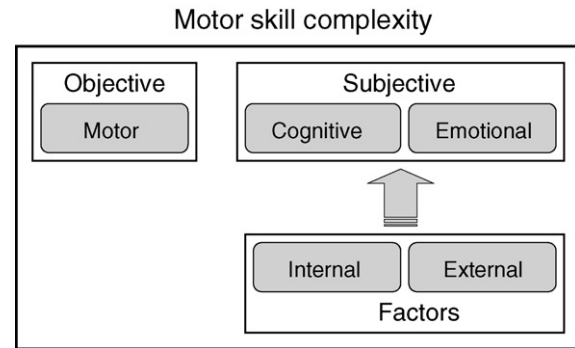 Motor skill complexity
Objective
Motor
Subjective
Cognitive Emotional
Internal External
Factors